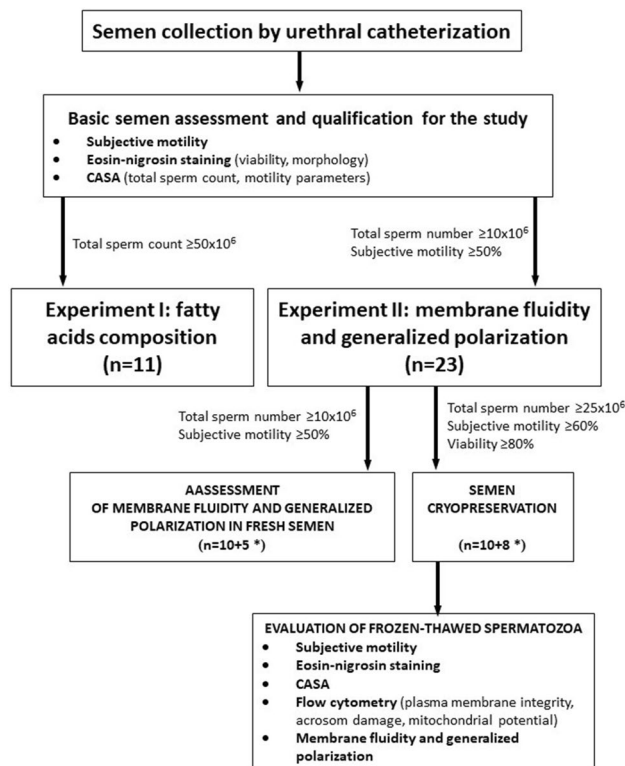 Semen collection by urethral catheterization
Basic semen assessment and qualification for the study
• Subjective motility
• Eosin-nigrosin staining (viability, morphology)
• CASA (total sperm count, motility parameters)
Total sperm count ≥50x10⁶
Total sperm number ≥10x10⁶
Subjective motility ≥50%
Experiment I: fatty
acids composition
(n=11)
Experiment II: membrane fluidity
and generalized polarization
(n=23)
Total sperm number ≥10x10⁶
Subjective motility ≥50%
Total sperm number ≥25x10⁶
Subjective motility ≥60%
Viability ≥80%
AASSESSMENT
OF MEMBRANE FLUIDITY AND GENERALIZED
POLARIZATION IN FRESH SEMEN
(n=10+5 *)
SEMEN
CRYOPRESERVATION
(n=10+8 *)
EVALUATION OF FROZEN-THAWED SPERMATOZOA
• Subjective motility
• Eosin-nigrosin staining
• CASA
• Flow cytometry (plasma membrane integrity,
acrosom damage, mitochondrial potential)
• Membrane fluidity and generalized
polarization